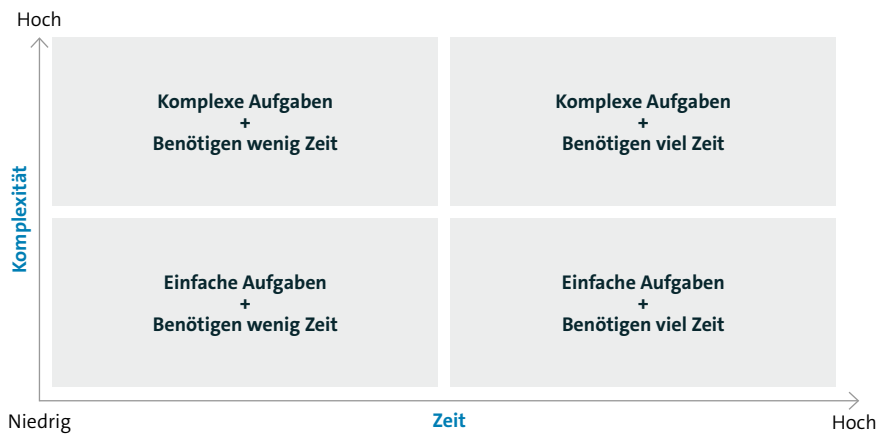 Hoch
Komplexe Aufgaben
+
Benötigen wenig Zeit
Komplexe Aufgaben
+
Benötigen viel Zeit
Komplexität
Einfache Aufgaben
+
Benötigen wenig Zeit
Einfache Aufgaben
+
Benötigen viel Zeit
Niedrig
Zeit
Hoch